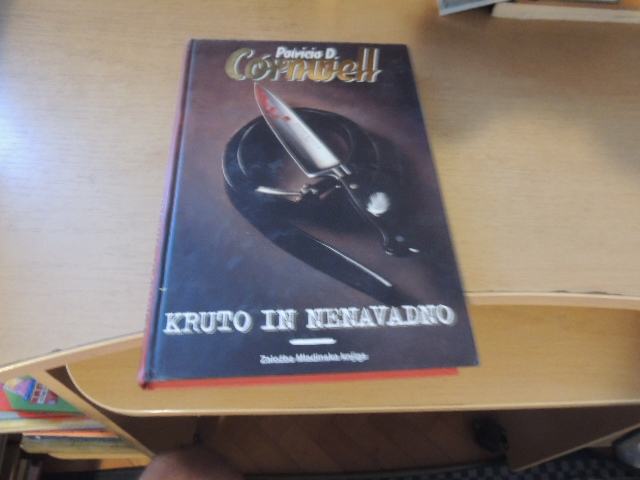 Patricia D.
Cornwell
KRUTO IN NENAVADNO
Založba Mladinska knjiga